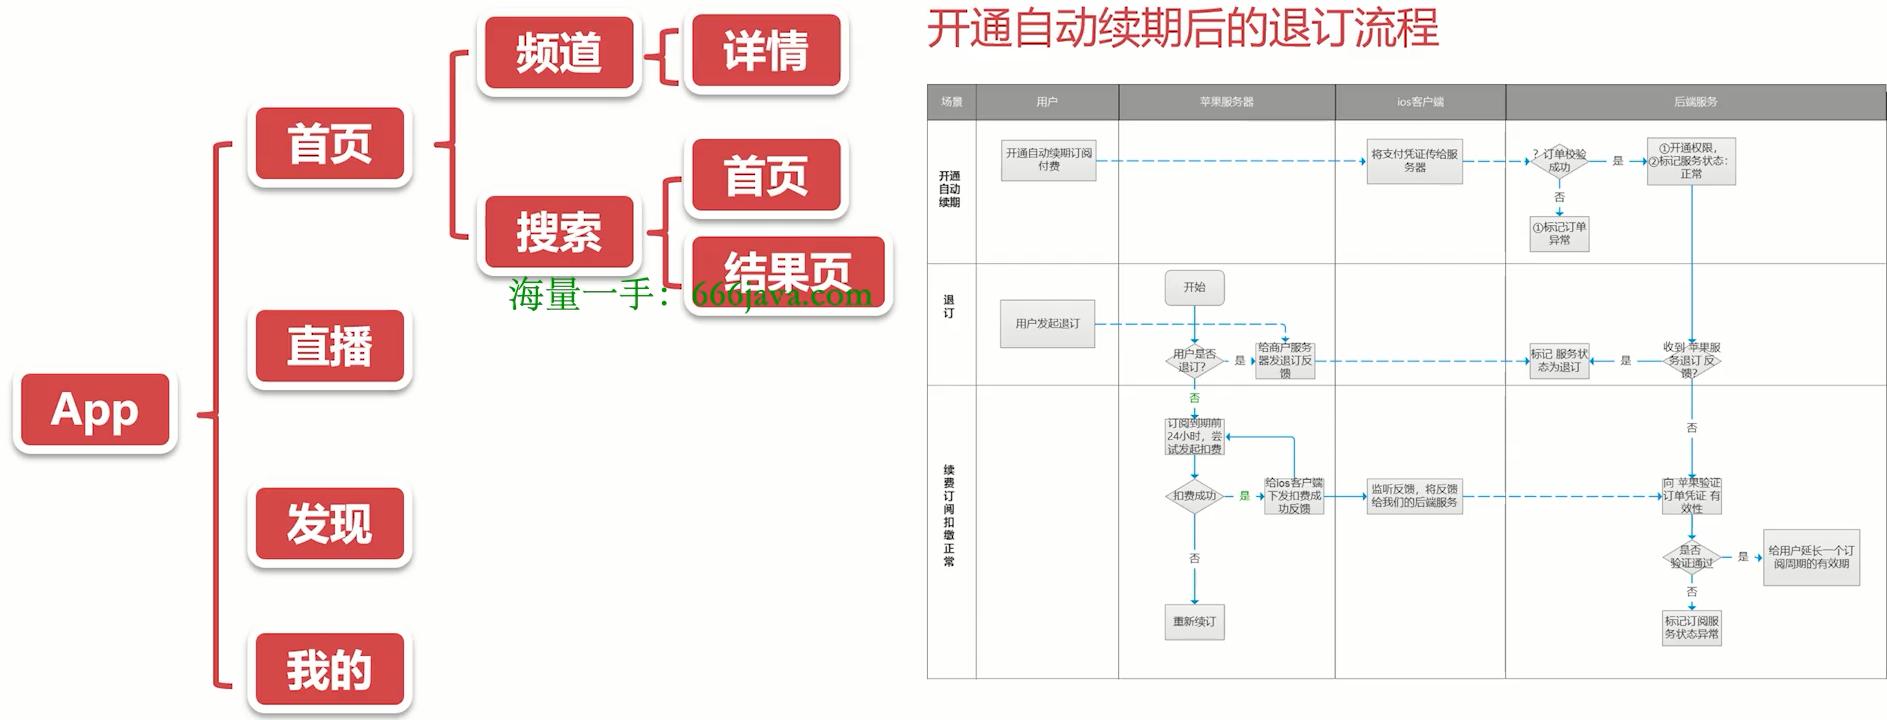 App
首页
直播
发现
我的
频道
搜索
详情
首页
结果页
海量一手：666java.com
开通自动续期后的退订流程
场景
用户
苹果服务器
ios客户端
后端服务
开通
自动
续期
开通自动续期订阅
付费
将支付凭证传给服
务器
？订单校验
成功
是
①开通权限，
②标记服务状态：
正常
否
①标记订单
异常
退
订
开始
用户发起退订
用户是否
退订？
是
给商户服务
器发退订反
馈
标记 服务状
态为退订
是
收到 苹果服
务退订 反
馈？
否
否
续
费
订
阅
扣
缴
正
常
订阅到期前
24小时，尝
试发起扣费
扣费成功
是
给ios客户端
下发扣费成
功反馈
监听反馈，将反馈
给我们的后端服务
向 苹果验证
订单凭证 有
效性
是否
验证通过
是
给用户延长一个订
阅周期的有效期
否
否
重新续订
标记订阅服
务状态异常